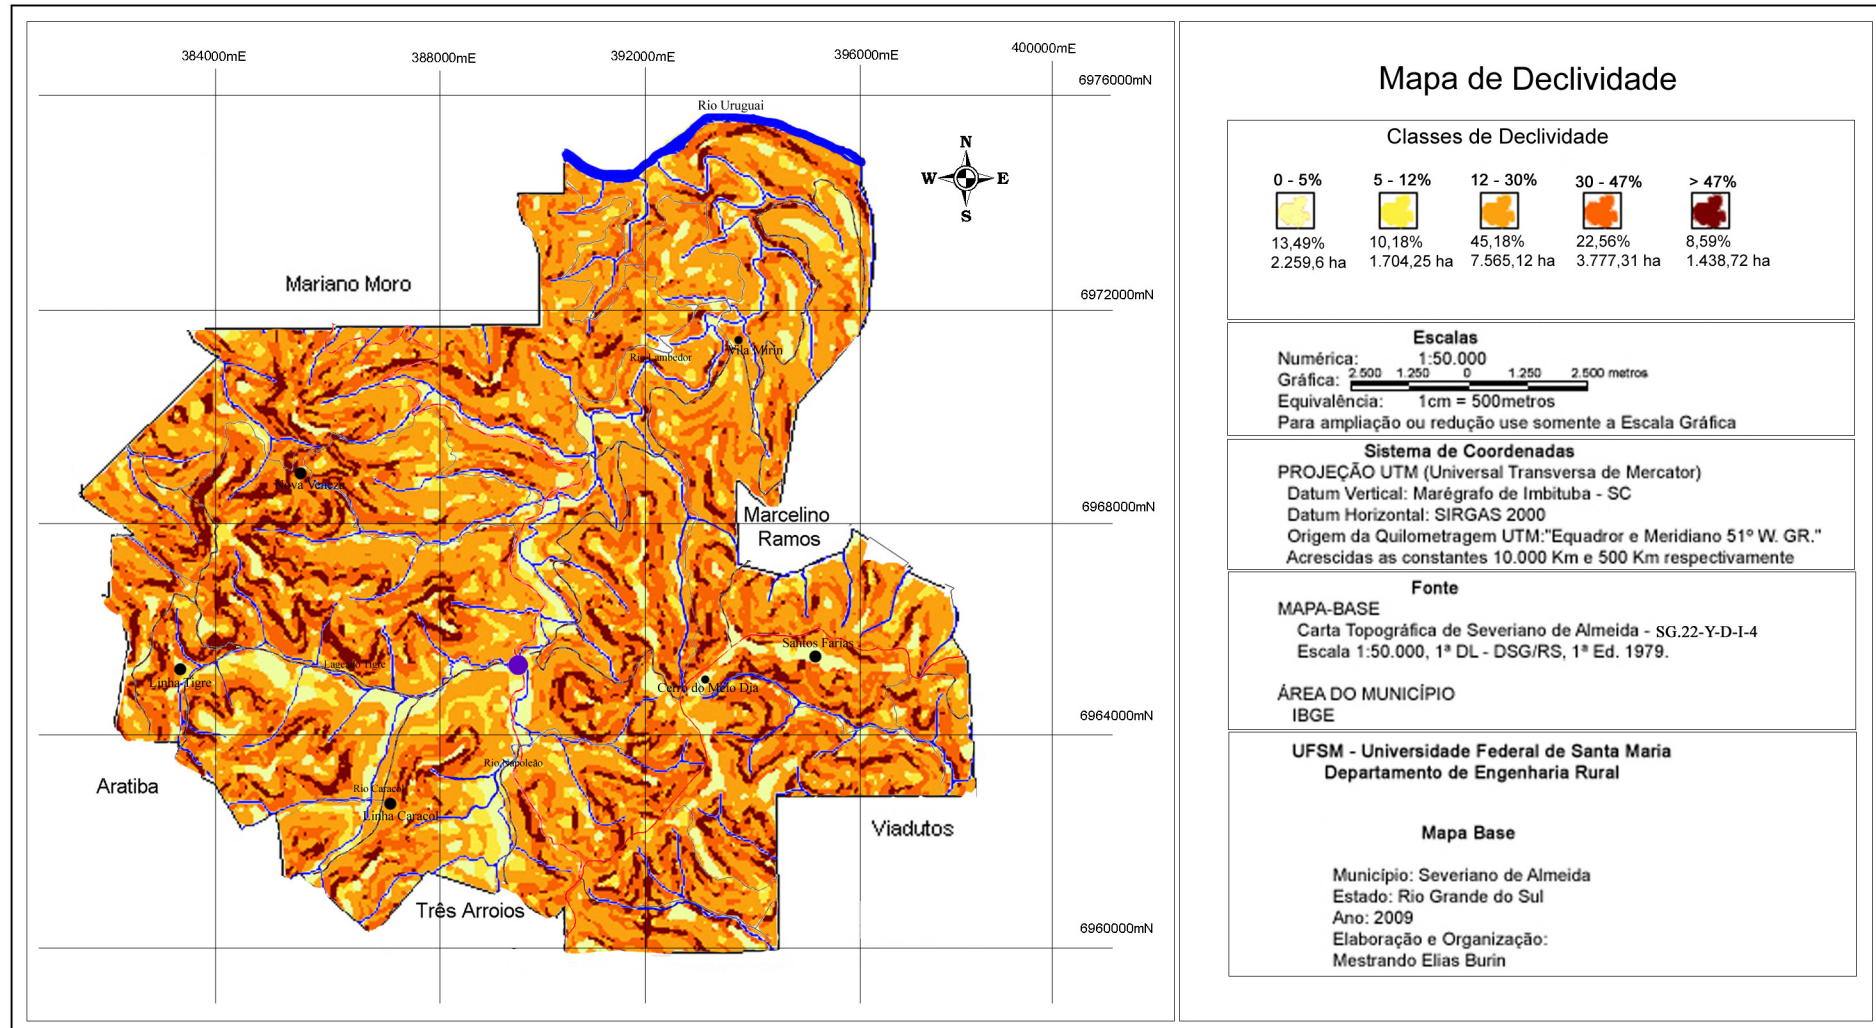 384000mE
388000mE
392000mE
396000mE
400000mE
6976000mN
Rio Uruguai
N
W E
S
Mariano Moro
6972000mN
Vila Mirin
Rio Lambedor
Nova Veneza
6968000mN
Marcelino
Ramos
Santos Farias
Lageado Tigre
Linha Tigre
Cerro do Meio Dia
6964000mN
Rio Napoleão
Aratiba
Rio Caracol
Linha Caracol
Viadutos
Três Arroios
6960000mN
Mapa de Declividade
Classes de Declividade
0 - 5% 5 - 12% 12 - 30% 30 - 47% > 47%
13,49% 10,18% 45,18% 22,56% 8,59%
2.259,6 ha 1.704,25 ha 7.565,12 ha 3.777,31 ha 1.438,72 ha
Escalas
Numérica: 1:50.000
Gráfica: 2.500 1.250 0 1.250 2.500 metros
Equivalência: 1cm = 500metros
Para ampliação ou redução use somente a Escala Gráfica
Sistema de Coordenadas
PROJEÇÃO UTM (Universal Transversa de Mercator)
Datum Vertical: Marégrafo de Imbituba - SC
Datum Horizontal: SIRGAS 2000
Origem da Quilometragem UTM:"Equador e Meridiano 51º W. GR."
Acrescidas as constantes 10.000 Km e 500 Km respectivamente
Fonte
MAPA-BASE
Carta Topográfica de Severiano de Almeida - SG.22-Y-D-I-4
Escala 1:50.000, 1ª DL - DSG/RS, 1ª Ed. 1979.
ÁREA DO MUNICÍPIO
IBGE
UFSM - Universidade Federal de Santa Maria
Departamento de Engenharia Rural
Mapa Base
Município: Severiano de Almeida
Estado: Rio Grande do Sul
Ano: 2009
Elaboração e Organização:
Mestrando Elias Burin